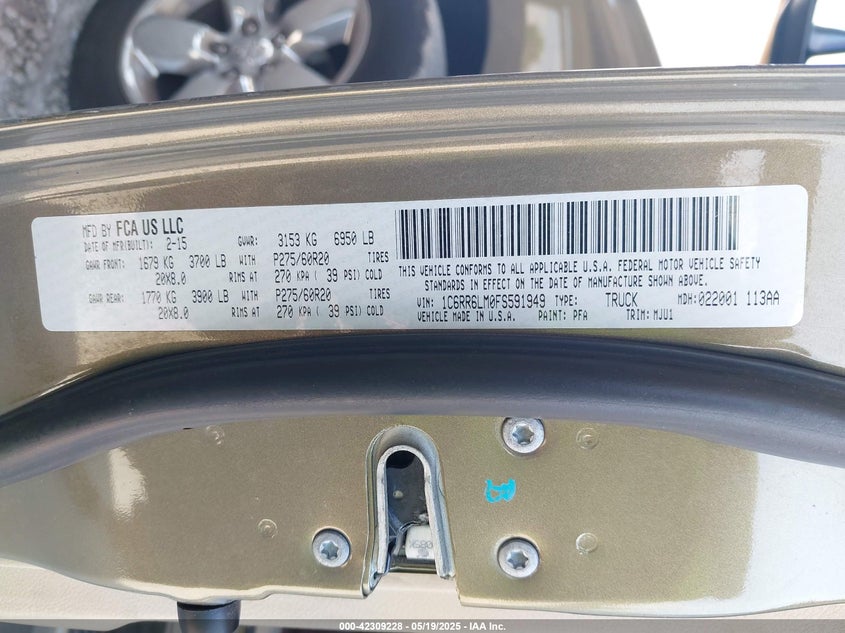 MFD BY FCA US LLC
DATE OF MFR(BUILT): 2-15 GVWR: 3153 KG 6950 LB
GAWR FRONT: 1679 KG 3700 LB WITH P275/60R20 TIRES
20X8.0 RIMS AT 270 KPA ( 39 PSI) COLD
GAWR REAR: 1770 KG 3900 LB WITH P275/60R20 TIRES
20X8.0 RIMS AT 270 KPA ( 39 PSI) COLD
THIS VEHICLE CONFORMS TO ALL APPLICABLE U.S.A. FEDERAL MOTOR VEHICLE SAFETY
STANDARDS IN EFFECT ON THE DATE OF MANUFACTURE SHOWN ABOVE.
VIN: 1C6RR6LM0FS591949 TYPE: TRUCK MDH:022001 113AA
VEHICLE MADE IN U.S.A. PAINT: PFA TRIM: MJU1
000-42309228 - 05/19/2025 - IAA Inc.